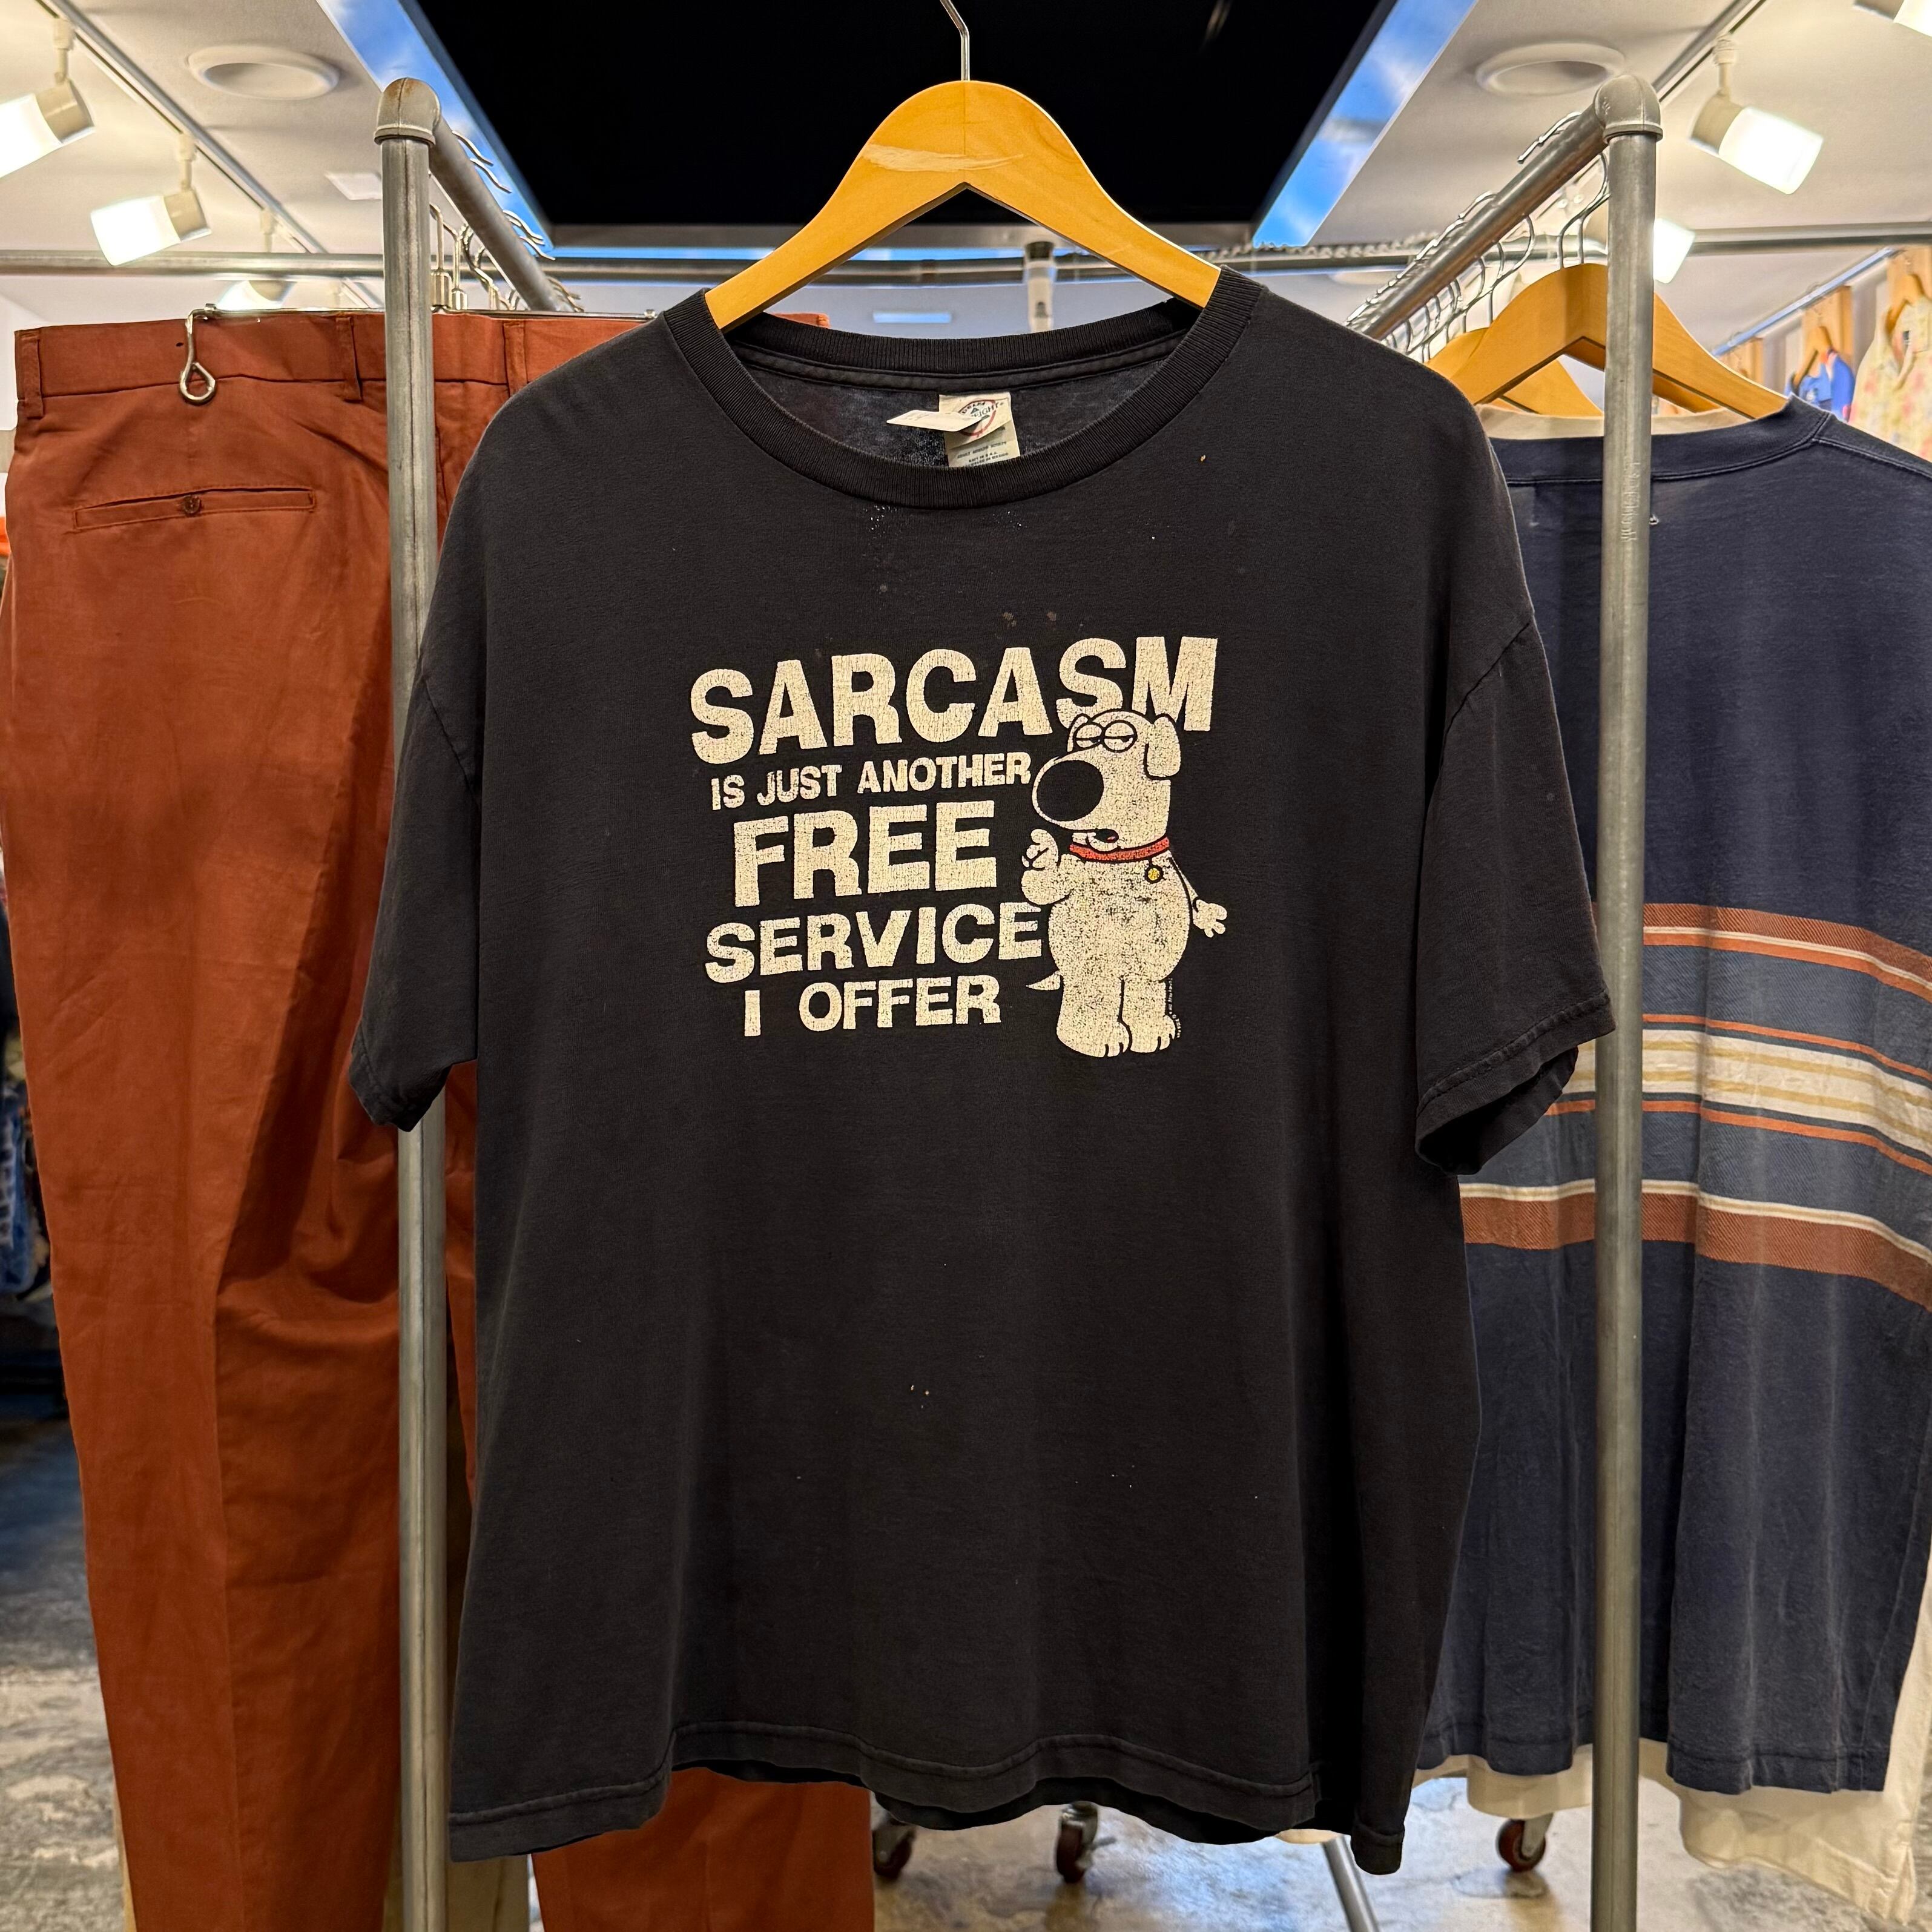 SARCASM
IS JUST ANOTHER
FREE
SERVICE
I OFFER